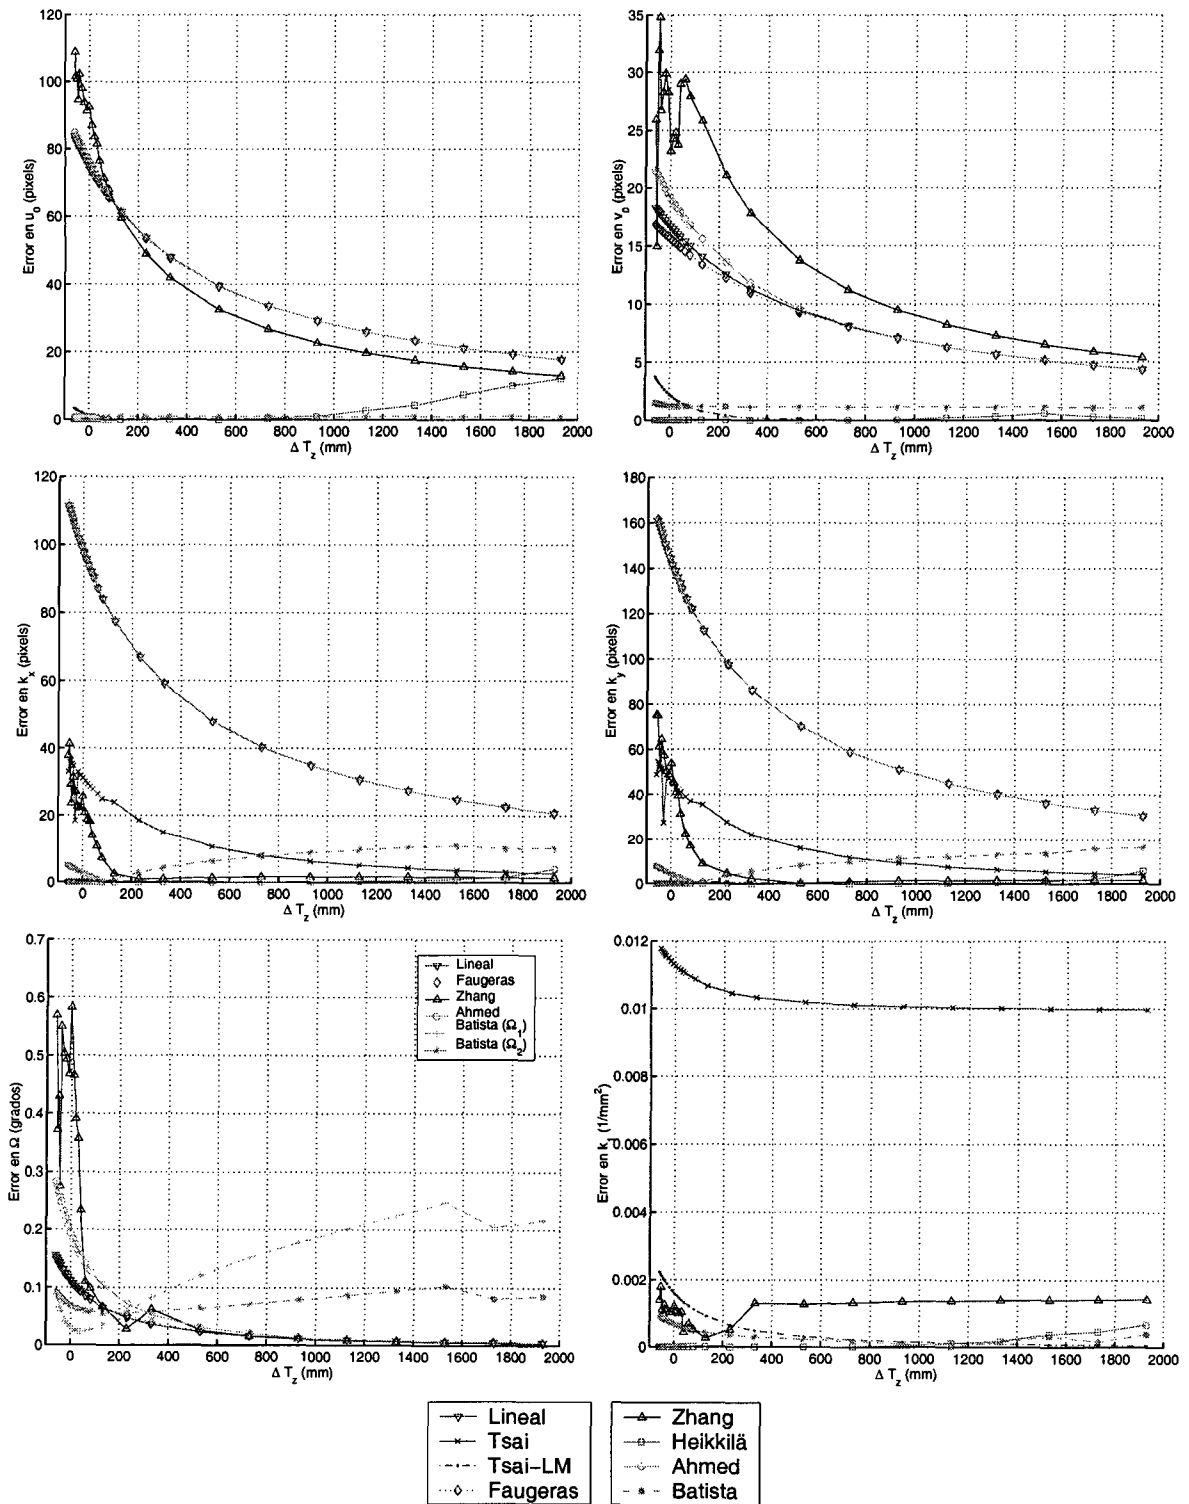 120
100
80
60
40
20
0
Error en u0 (pixels)
0 200 400 600 800 1000 1200 1400 1600 1800 2000
Δ Tz (mm)
35
30
25
20
15
10
5
0
Error en v0 (pixels)
0 200 400 600 800 1000 1200 1400 1600 1800 2000
Δ Tz (mm)
120
100
80
60
40
20
0
Error en kx (pixels)
0 200 400 600 800 1000 1200 1400 1600 1800 2000
Δ Tz (mm)
180
160
140
120
100
80
60
40
20
0
Error en ky (pixels)
0 200 400 600 800 1000 1200 1400 1600 1800 2000
Δ Tz (mm)
0.7
0.6
0.5
0.4
0.3
0.2
0.1
0
Error en Ω (grados)
Lineal
Faugeras
Zhang
Ahmed
Batista (Ω1)
Batista (Ω2)
0 200 400 600 800 1000 1200 1400 1600 1800 2000
Δ Tz (mm)
0.012
0.01
0.008
0.006
0.004
0.002
0
Error en k (1/mm²)
0 200 400 600 800 1000 1200 1400 1600 1800 2000
Δ Tz (mm)
Lineal
Tsai
Tsai-LM
Faugeras
Zhang
Heikkilä
Ahmed
Batista